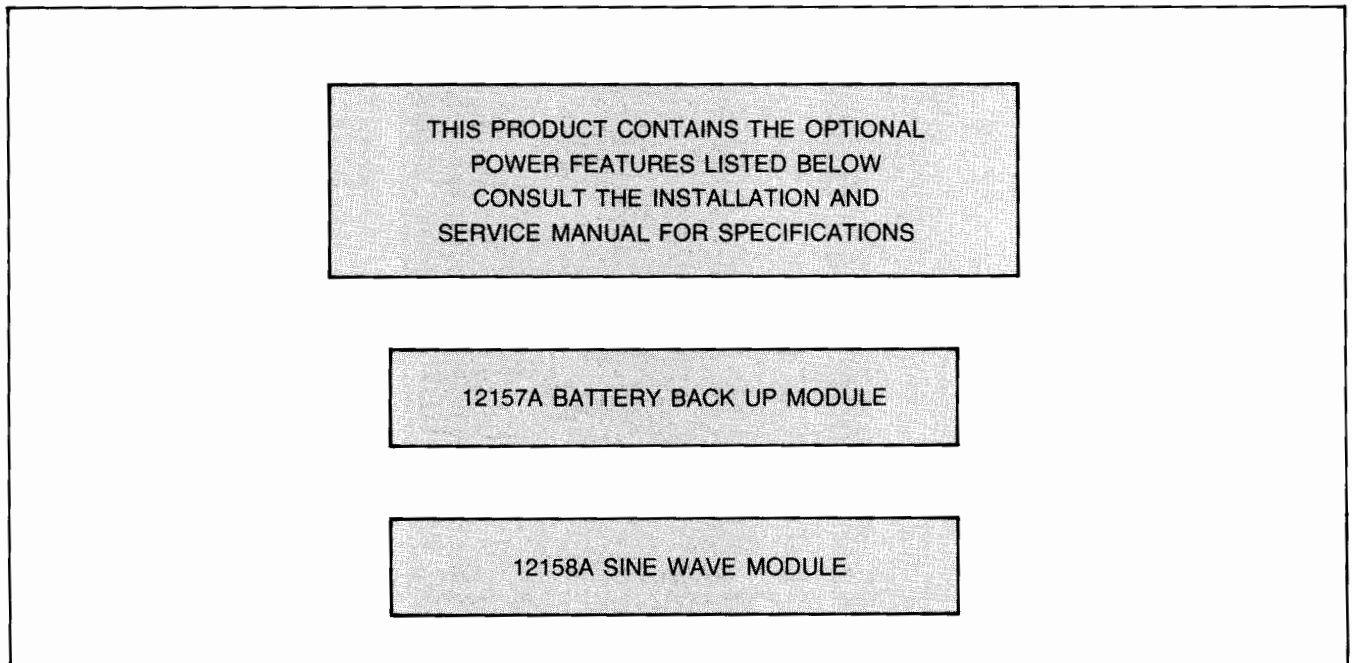 THIS PRODUCT CONTAINS THE OPTIONAL
POWER FEATURES LISTED BELOW
CONSULT THE INSTALLATION AND
SERVICE MANUAL FOR SPECIFICATIONS
12157A BATTERY BACK UP MODULE
12158A SINE WAVE MODULE